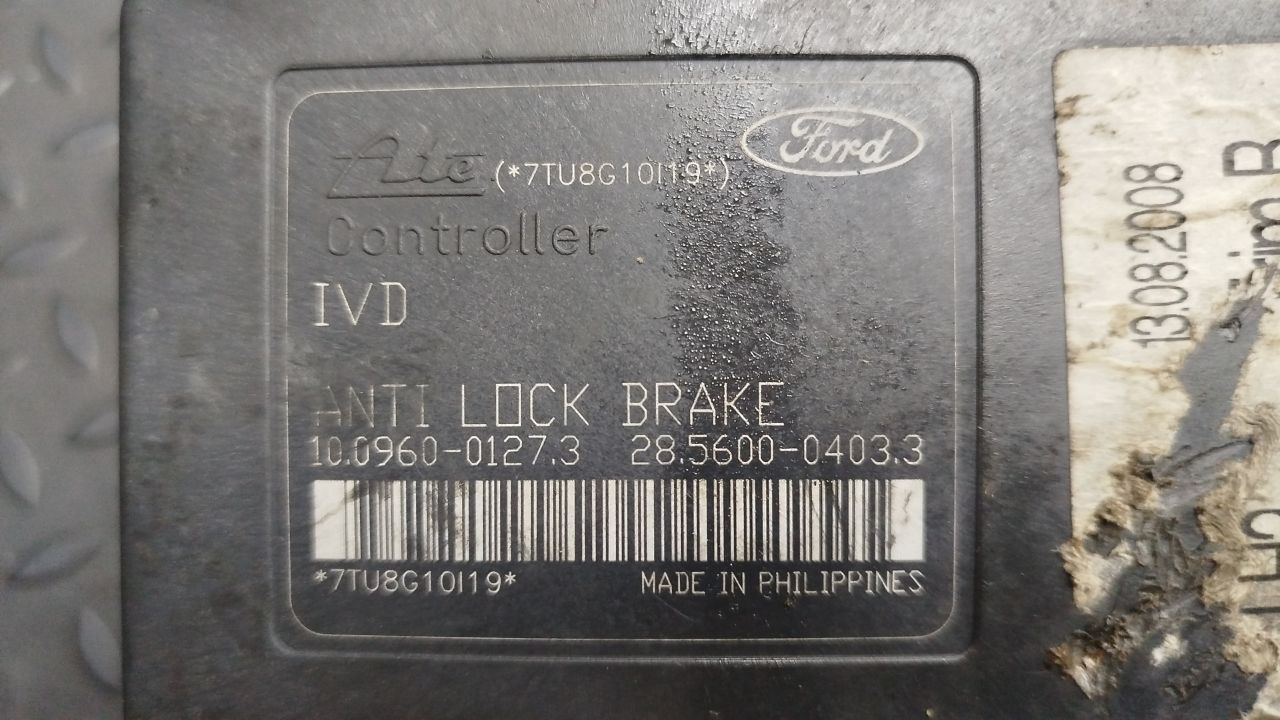 Ate (*7TU8G10I19*)
Ford
Controller
IVD
ANTI LOCK BRAKE
10.0960-0127.3 28.5600-0403.3
*7TU8G10I19* MADE IN PHILIPPINES
13.08.2008